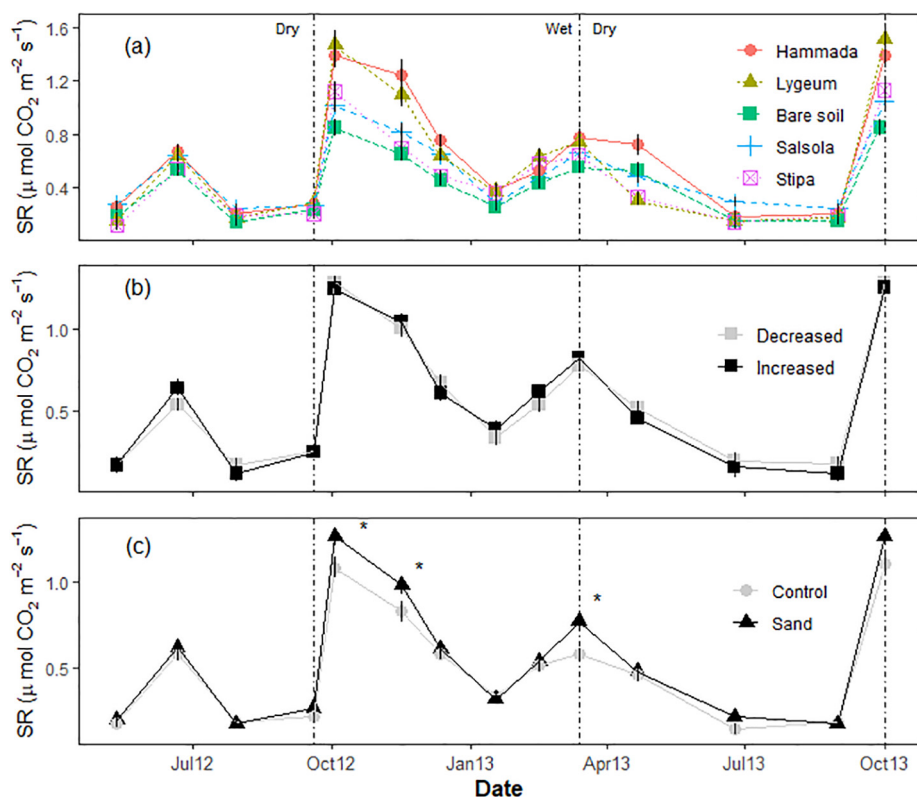 (a)
Dry
Wet
Dry
Hammada
Lygeum
Bare soil
Salsola
Stipa
1.6
1.2
0.8
0.4
SR (μ mol CO2 m−2 s−1)
(b)
Decreased
Increased
1.0
0.5
SR (μ mol CO2 m−2 s−1)
(c)
*
*
*
Control
Sand
1.0
0.5
SR (μ mol CO2 m−2 s−1)
Jul12 Oct12 Jan13 Apr13 Jul13 Oct13
Date